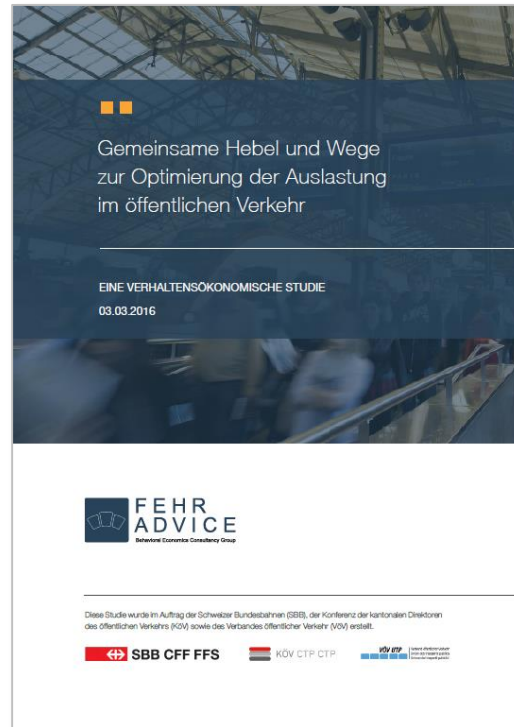 Gemeinsame Hebel und Wege
zur Optimierung der Auslastung
im öffentlichen Verkehr
EINE VERHALTENSÖKONOMISCHE STUDIE
03.03.2016
FEHR
ADVICE
Behavioral Economics Consultancy Group
Diese Studie wurde im Auftrag der Schweizer Bundesbahnen (SBB), der Konferenz der kantonalen Direktoren
des öffentlichen Verkehrs (KöV) sowie des Verbandes öffentlicher Verkehr (VöV) erstellt.
SBB CFF FFS
KÖV CTP CTP
VÖV UTP